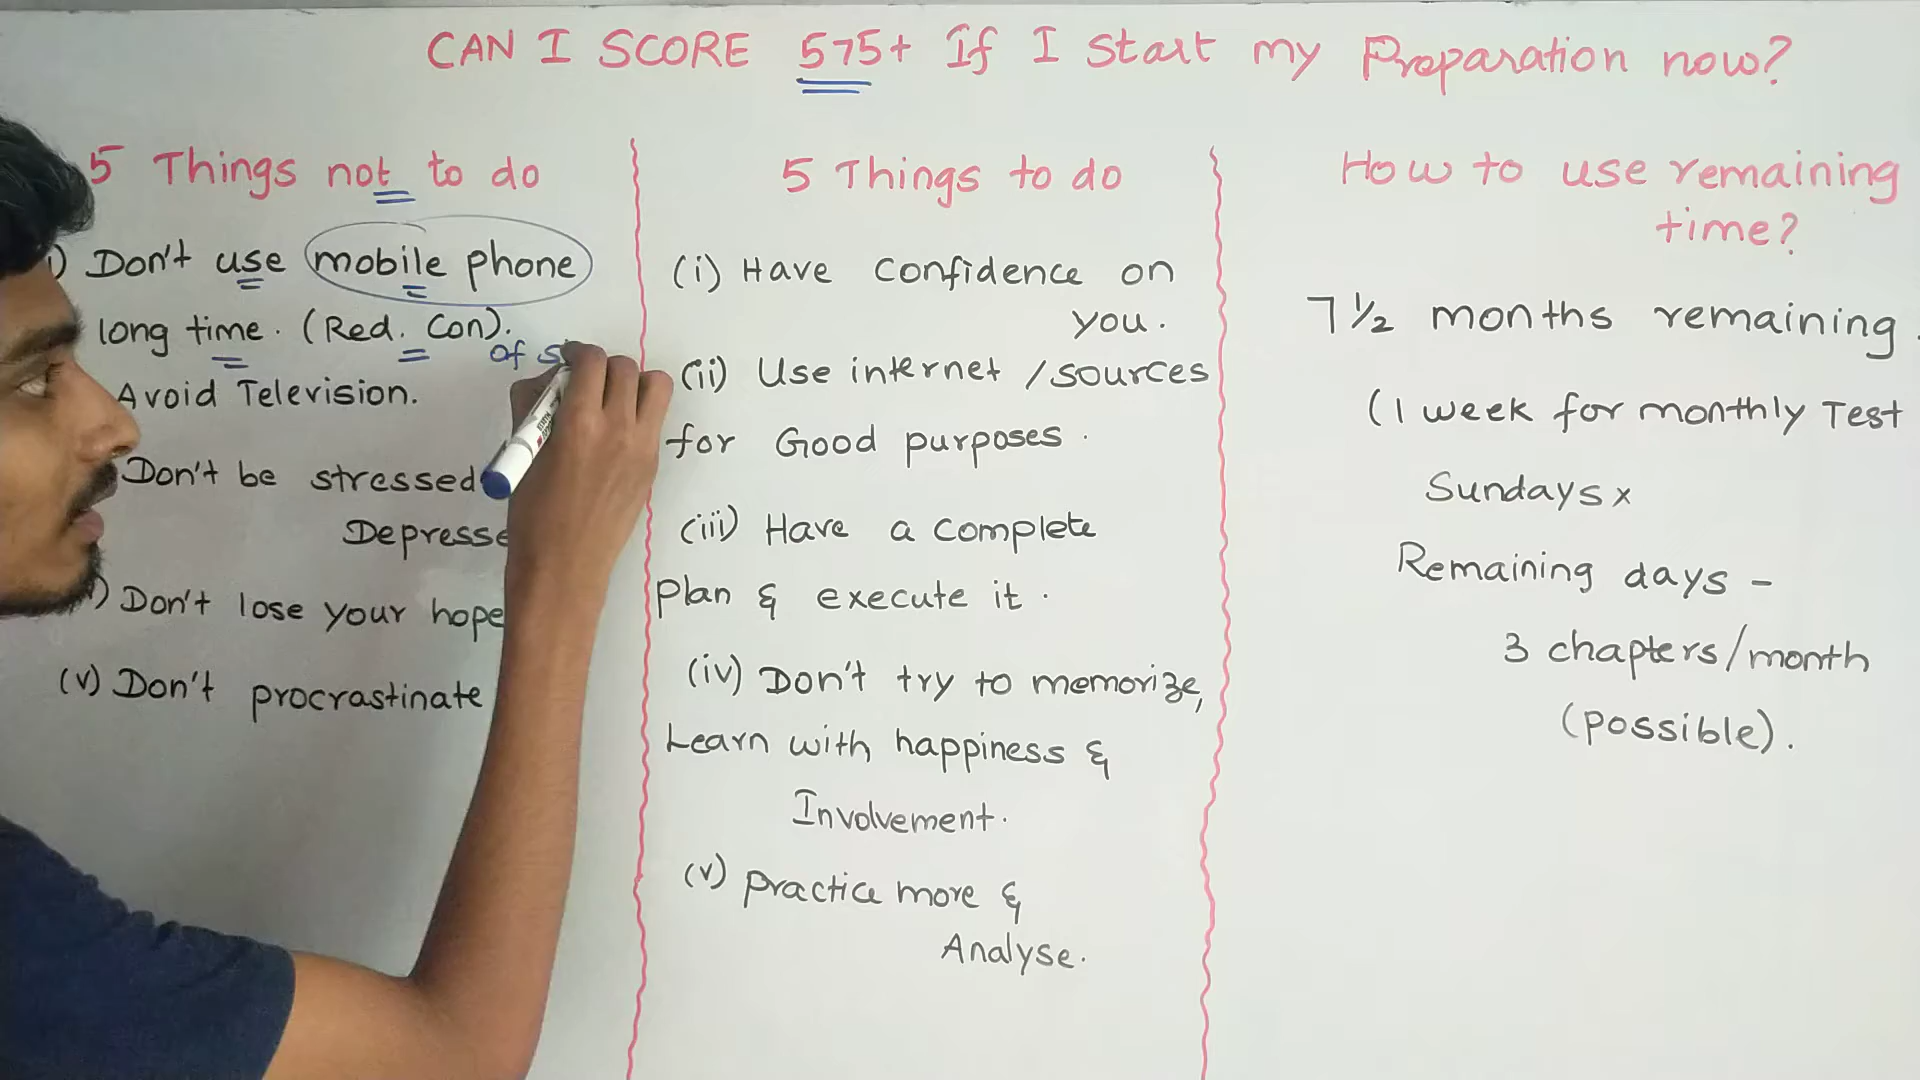 CAN I SCORE 575+ If I Start my Preparation now?
5 Things not to do
i) Don't use mobile phone
long time. (Red. Con).
of
Avoid Television.
Don't be stressed
Depresse
) Don't lose your hope
(v) Don't procrastinate
5 Things to do
(i) Have confidence on
you.
(ii) Use internet /sources
for Good purposes.
(iii) Have a complete
Plan & execute it.
(iv) Don't try to memorize,
Learn with happiness &
Involvement.
(v) practice more &
Analyse.
How to use remaining
time?
7 1/2 months remaining.
(1 week for monthly Test
Sundays x
Remaining days -
3 chapters/month
(possible).